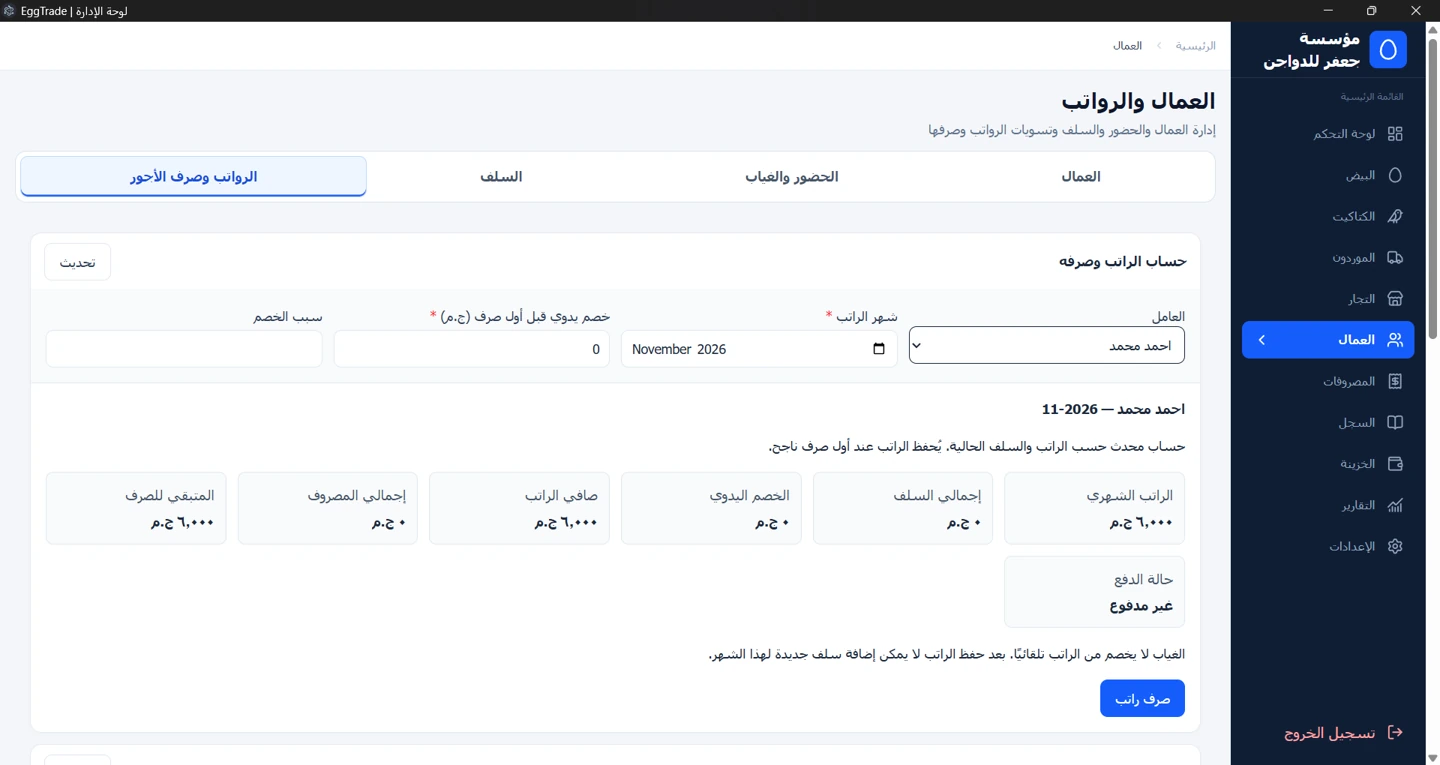 EggTrade | لوحة الإدارة
مؤسسة
جعفر للدواجن
القائمة الرئيسية
لوحة التحكم
البيض
الكتاكيت
الموردون
التجار
العمال
المصروفات
السجل
الخزينة
التقارير
الإعدادات
تسجيل الخروج
الرئيسية
العمال
العمال والرواتب
إدارة العمال والحضور والسلف وتسويات الرواتب وصرفها
العمال
الحضور والغياب
السلف
الرواتب وصرف الأجور
حساب الراتب وصرفه
تحديث
العامل
شهر الراتب *
خصم يدوي قبل أول صرف (ج.م) *
سبب الخصم
احمد محمد
November 2026
0
احمد محمد — 2026-11
حساب محدث حسب الراتب والسلف الحالية. يُحفظ الراتب عند أول صرف ناجح.
الراتب الشهري
٦,٠٠٠ ج.م
إجمالي السلف
٠ ج.م
الخصم اليدوي
٠ ج.م
صافي الراتب
٦,٠٠٠ ج.م
إجمالي المصروف
٠ ج.م
المتبقي للصرف
٦,٠٠٠ ج.م
حالة الدفع
غير مدفوع
الغياب لا يخصم من الراتب تلقائيًا. بعد حفظ الراتب لا يمكن إضافة سلف جديدة لهذا الشهر.
صرف راتب